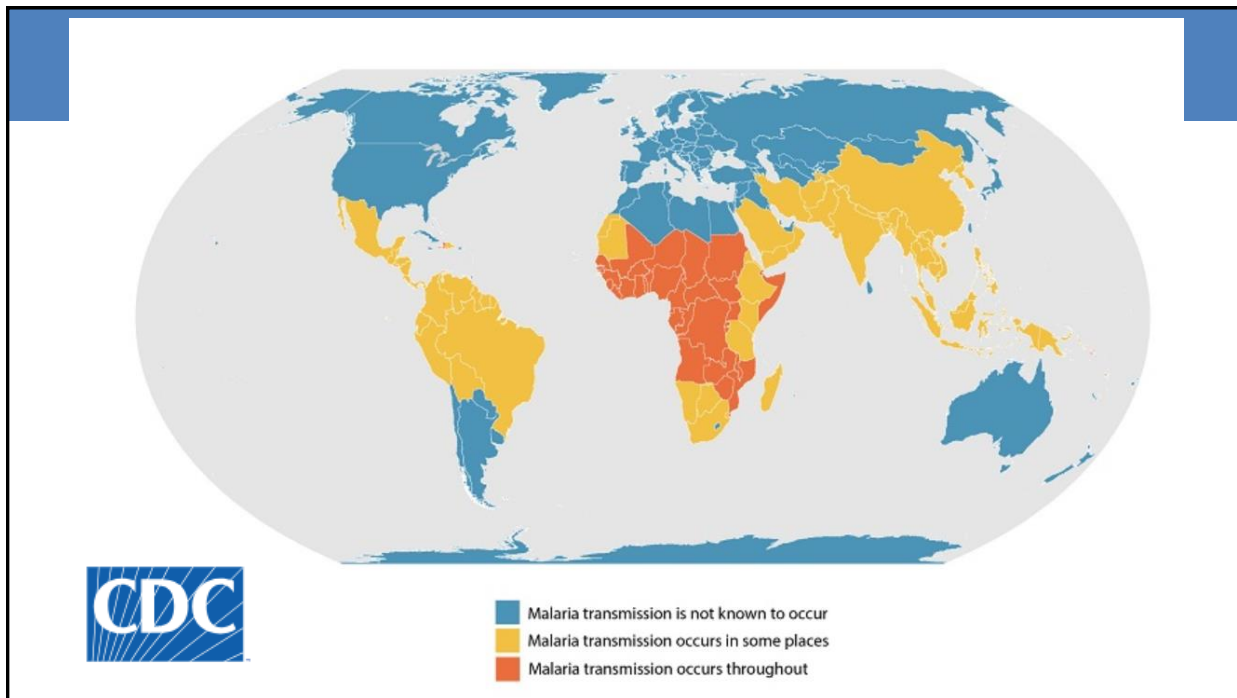 CDC
Malaria transmission is not known to occur
Malaria transmission occurs in some places
Malaria transmission occurs throughout